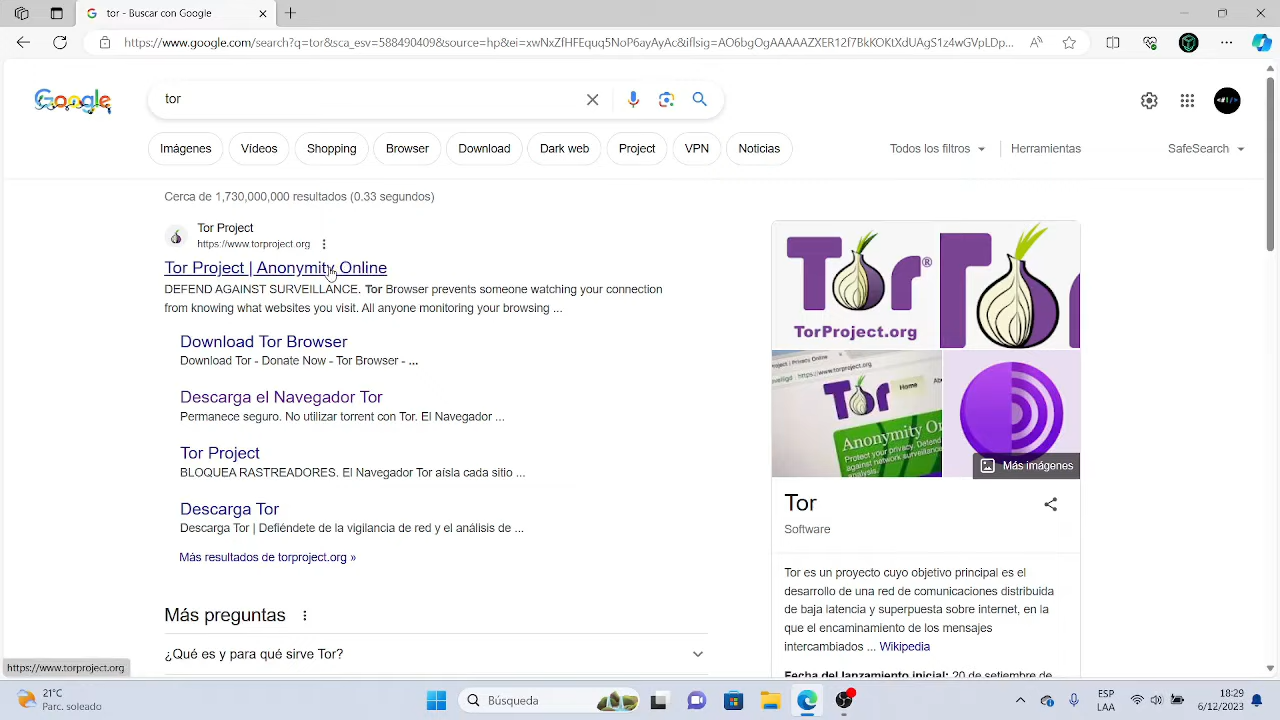 tor - Buscar con Google
https://www.google.com/search?q=tor&sca_esv=588490409&source=hp&ei=xwNxZfHFEquq5NoP6ayAyAc&iflsig=AO6bgOgAAAAAZXER12f7BkKOKtXdUAgS1z4wGVpLDp...
Google
tor
Imágenes
Vídeos
Shopping
Browser
Download
Dark web
Project
VPN
Noticias
Todos los filtros
Herramientas
SafeSearch
Cerca de 1,730,000,000 resultados (0.33 segundos)
Tor Project
https://www.torproject.org
Tor Project | Anonymity Online
DEFEND AGAINST SURVEILLANCE. Tor Browser prevents someone watching your connection
from knowing what websites you visit. All anyone monitoring your browsing ...
Download Tor Browser
Download Tor - Donate Now - Tor Browser - ...
Descarga el Navegador Tor
Permanece seguro. No utilizar torrent con Tor. El Navegador ...
Tor Project
BLOQUEA RASTREADORES. El Navegador Tor aísla cada sitio ...
Descarga Tor
Descarga Tor | Defiéndete de la vigilancia de red y el análisis de ...
Más resultados de torproject.org »
Más preguntas
¿Qué es y para qué sirve Tor?
Tor®
TorProject.org
Tor
Home
Anonymity On
Más imágenes
Tor
Software
Tor es un proyecto cuyo objetivo principal es el
desarrollo de una red de comunicaciones distribuida
de baja latencia y superpuesta sobre internet, en la
que el encaminamiento de los mensajes
intercambiados ... Wikipedia
Fecha del lanzamiento inicial: 20 de setiembre de
https://www.torproject.org
21°C
Parc. soleado
Búsqueda
ESP
LAA
18:29